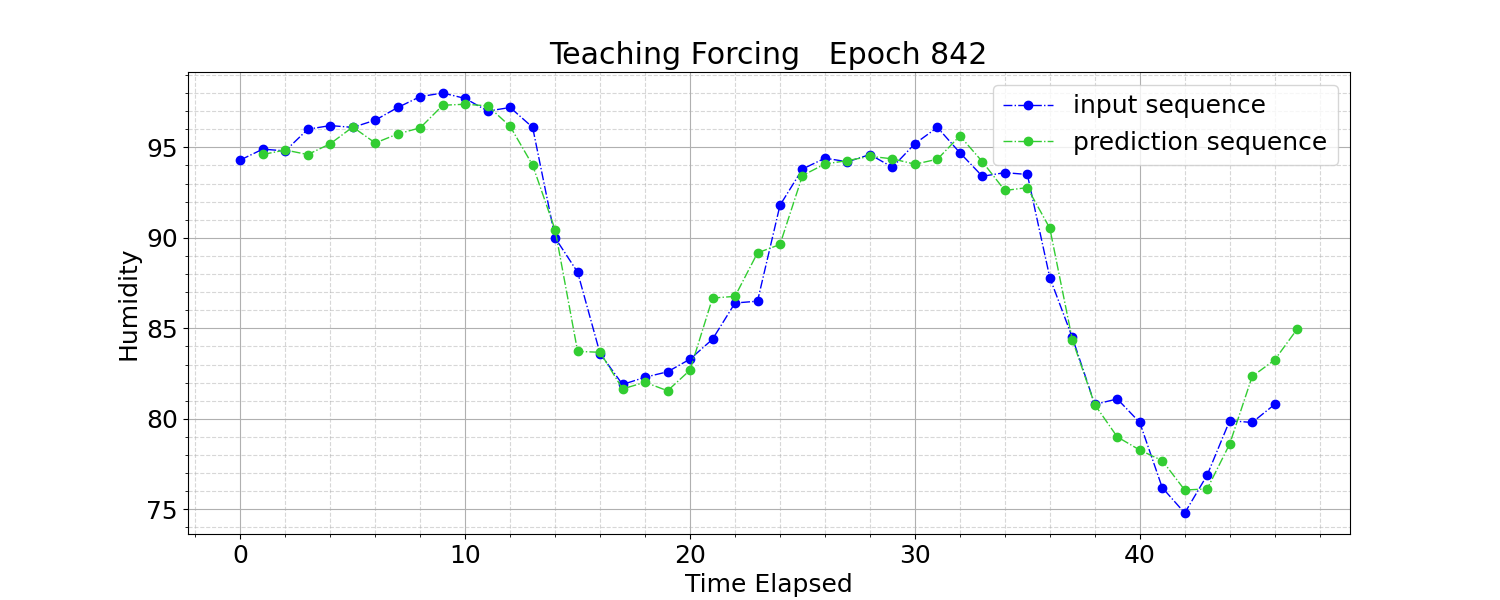 Teaching Forcing   Epoch 842
input sequence
prediction sequence
Humidity
95
90
85
80
75
0 10 20 30 40
Time Elapsed